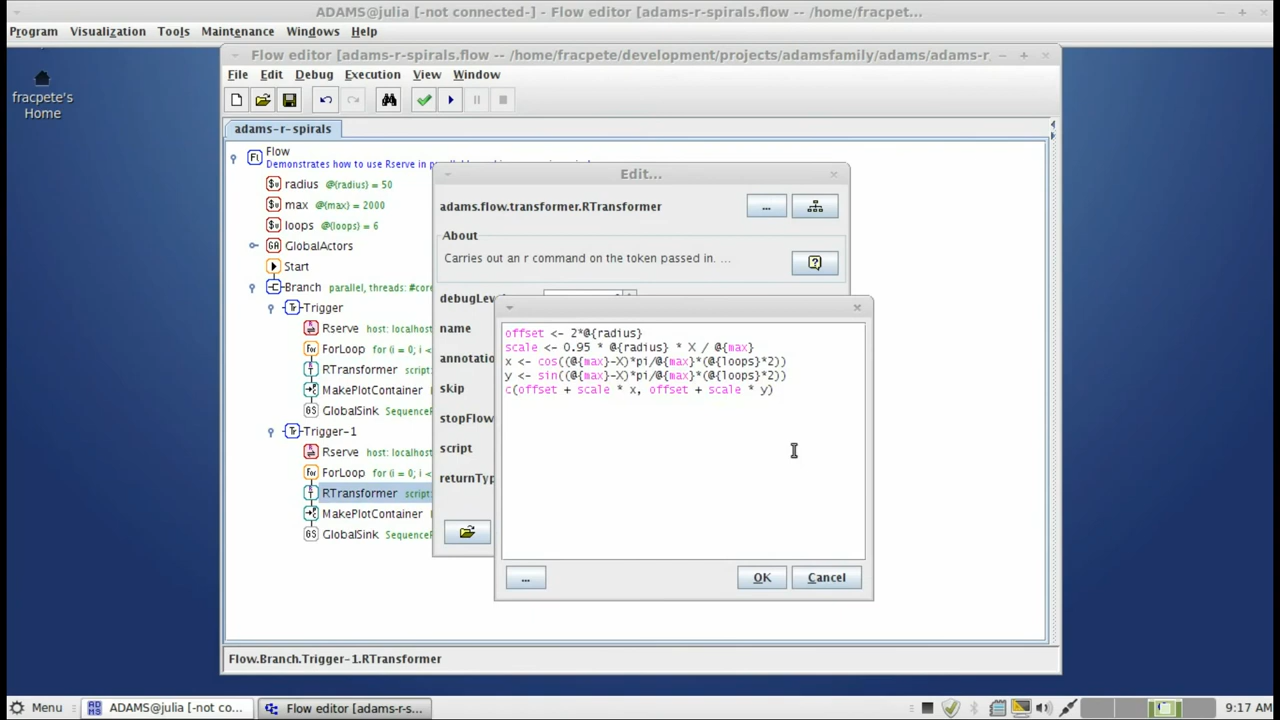 ADAMS@julia [-not connected-] - Flow editor [adams-r-spirals.flow -- /home/fracpet...
Program Visualization Tools Maintenance Windows Help
Flow editor [adams-r-spirals.flow -- /home/fracpete/development/projects/adamsfamily/adams/adams-r
fracpete's
Home
File Edit Debug Execution View Window
adams-r-spirals
Flow
Demonstrates how to use Rserve in
radius @(radius) = 50
max @(max) = 2000
loops @(loops) = 6
GlobalActors
Start
Branch parallel, threads: #core
Trigger
Rserve host: localhost
ForLoop for (i = 0; i <
RTransformer script:
MakePlotContainer
GlobalSink SequenceP
Trigger-1
Rserve host: localhost
ForLoop for (i = 0; i <
RTransformer script:
MakePlotContainer
GlobalSink SequenceP
Edit...
adams.flow.transformer.RTransformer
...
About
Carries out an r command on the token passed in. ...
debugLev
name
annotatio
skip
stopFlow
script
returnTyp
offset <- 2*@{radius}
scale <- 0.95 * @{radius} * X / @{max}
x <- cos((@{max}-X)*pi/@{max}*(@{loops}*2))
y <- sin((@{max}-X)*pi/@{max}*(@{loops}*2))
c(offset + scale * x, offset + scale * y)
... OK Cancel
Flow.Branch.Trigger-1.RTransformer
Menu ADAMS@julia [-not co... Flow editor [adams-r-s... 9:17 AM